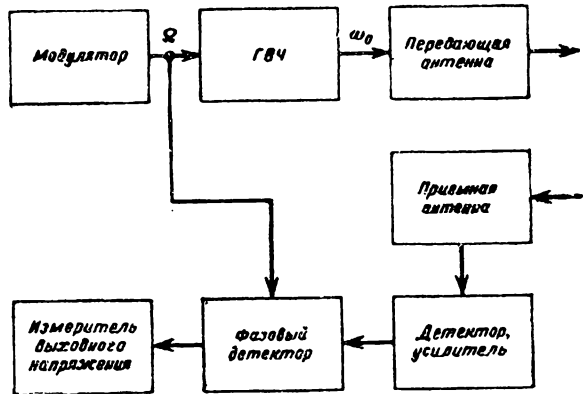 Модулятор
Ω
ГВЧ
ω₀
Передающая
антенна
Приемная
антенна
Измеритель
выходного
напряжения
Фазовый
детектор
Детектор,
усилитель